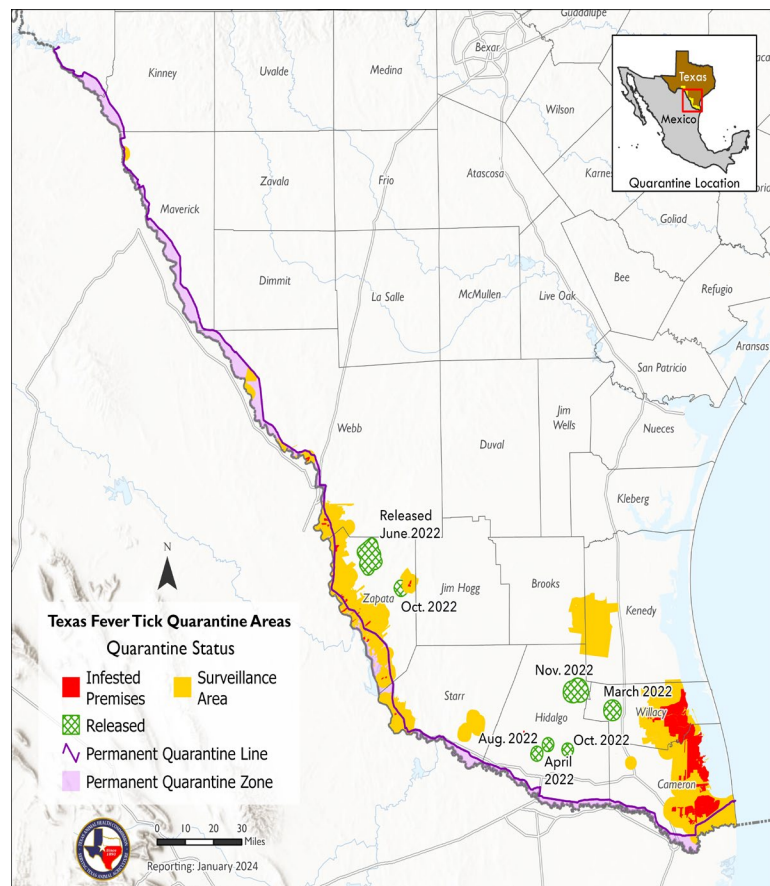 Guadalupe
Bexar
Kinney
Uvalde
Medina
Wilson
Texas
Mexico
Quarantine Location
Karnes
Goliad
Atascosa
Frio
Zavala
Maverick
Dimmit
La Salle
McMullen
Live Oak
Bee
Refugio
Aransas
San Patricio
Jim
Wells
Nueces
Webb
Duval
Kleberg
Released
June 2022
Oct. 2022
Zapata
Jim Hogg
Brooks
Kenedy
Nov. 2022
March 2022
Starr
Willacy
Hidalgo
Aug. 2022
Oct. 2022
April
2022
Cameron
N
Texas Fever Tick Quarantine Areas
Quarantine Status
Infested
Premises
Surveillance
Area
Released
Permanent Quarantine Line
Permanent Quarantine Zone
0 10 20 30
Miles
Reporting: January 2024